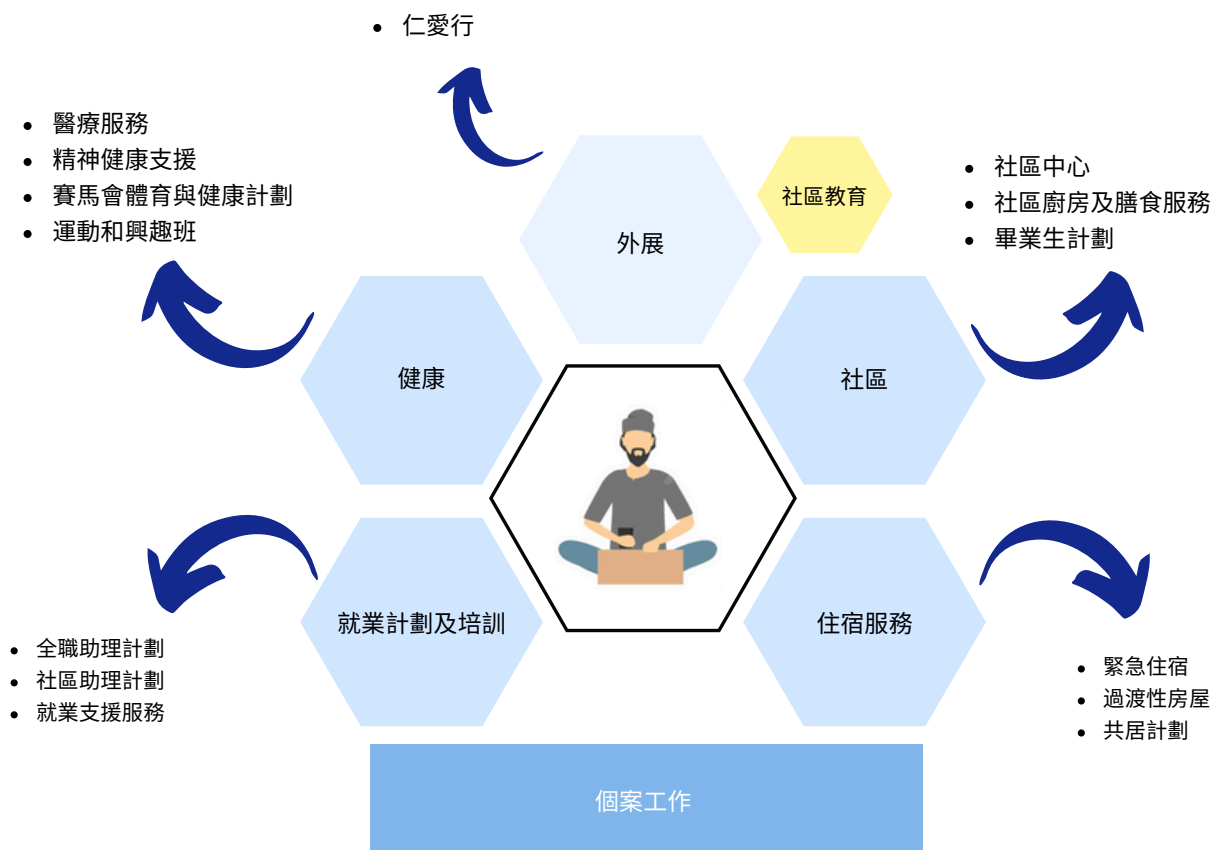 • 仁愛行
• 醫療服務
• 精神健康支援
• 賽馬會體育與健康計劃
• 運動和興趣班
外展
社區教育
• 社區中心
• 社區廚房及膳食服務
• 畢業生計劃
健康
社區
就業計劃及培訓
住宿服務
• 全職助理計劃
• 社區助理計劃
• 就業支援服務
• 緊急住宿
• 過渡性房屋
• 共居計劃
個案工作